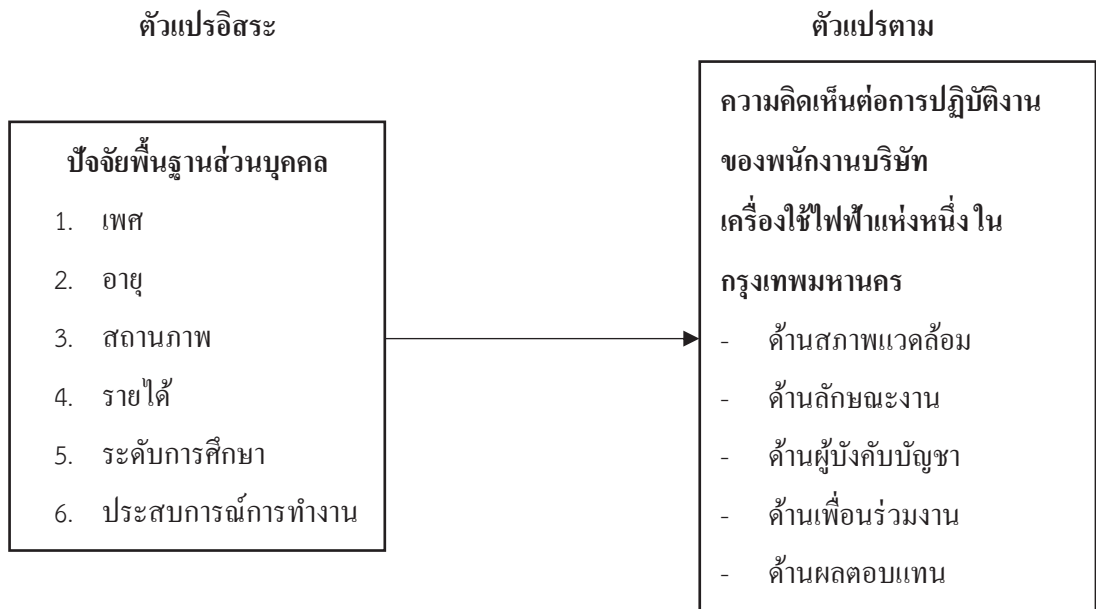 ตัวแปรอิสระ
ปัจจัยพื้นฐานส่วนบุคคล
1. เพศ
2. อายุ
3. สถานภาพ
4. รายได้
5. ระดับการศึกษา
6. ประสบการณ์การทำงาน
ตัวแปรตาม
ความคิดเห็นต่อการปฏิบัติงาน
ของพนักงานบริษัท
เครื่องใช้ไฟฟ้าแห่งหนึ่ง ใน
กรุงเทพมหานคร
- ด้านสภาพแวดล้อม
- ด้านลักษณะงาน
- ด้านผู้บังคับบัญชา
- ด้านเพื่อนร่วมงาน
- ด้านผลตอบแทน